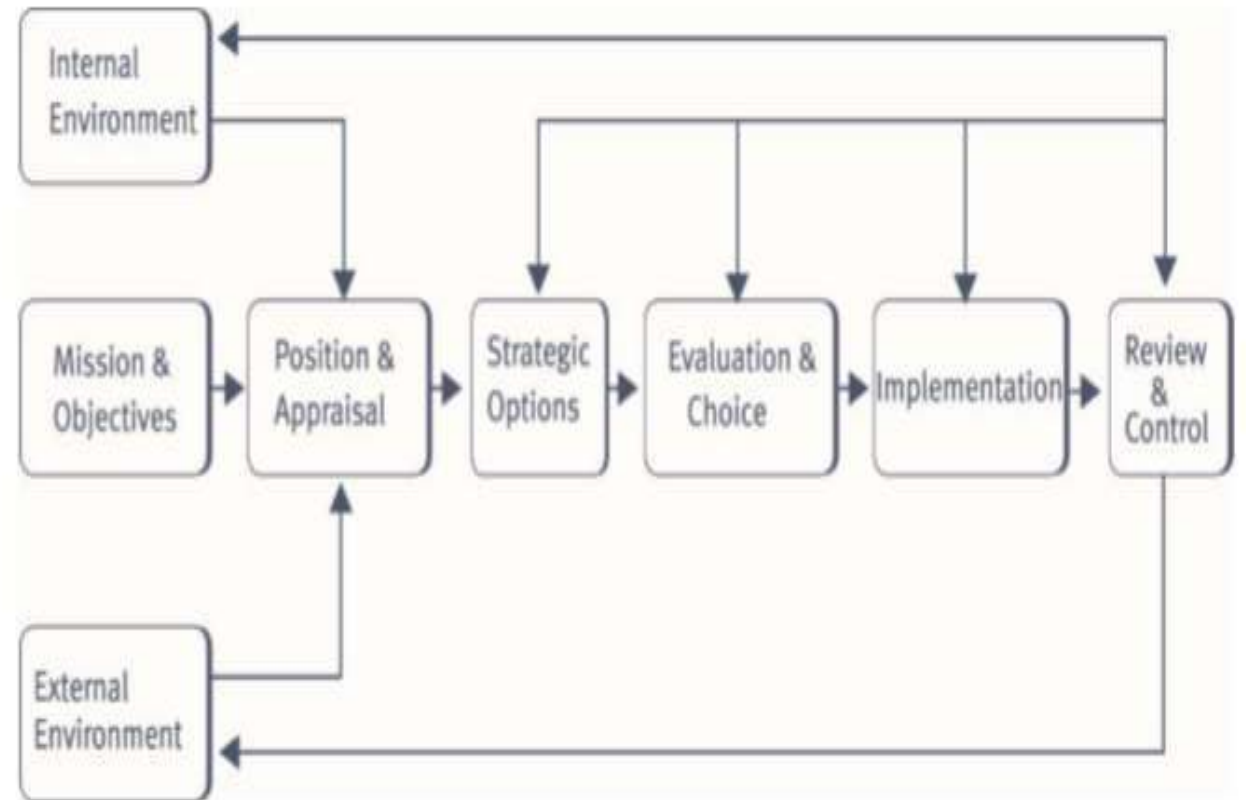 Internal
Environment
Mission &
Objectives
Position &
Appraisal
Strategic
Options
Evaluation &
Choice
Implementation
Review
&
Control
External
Environment